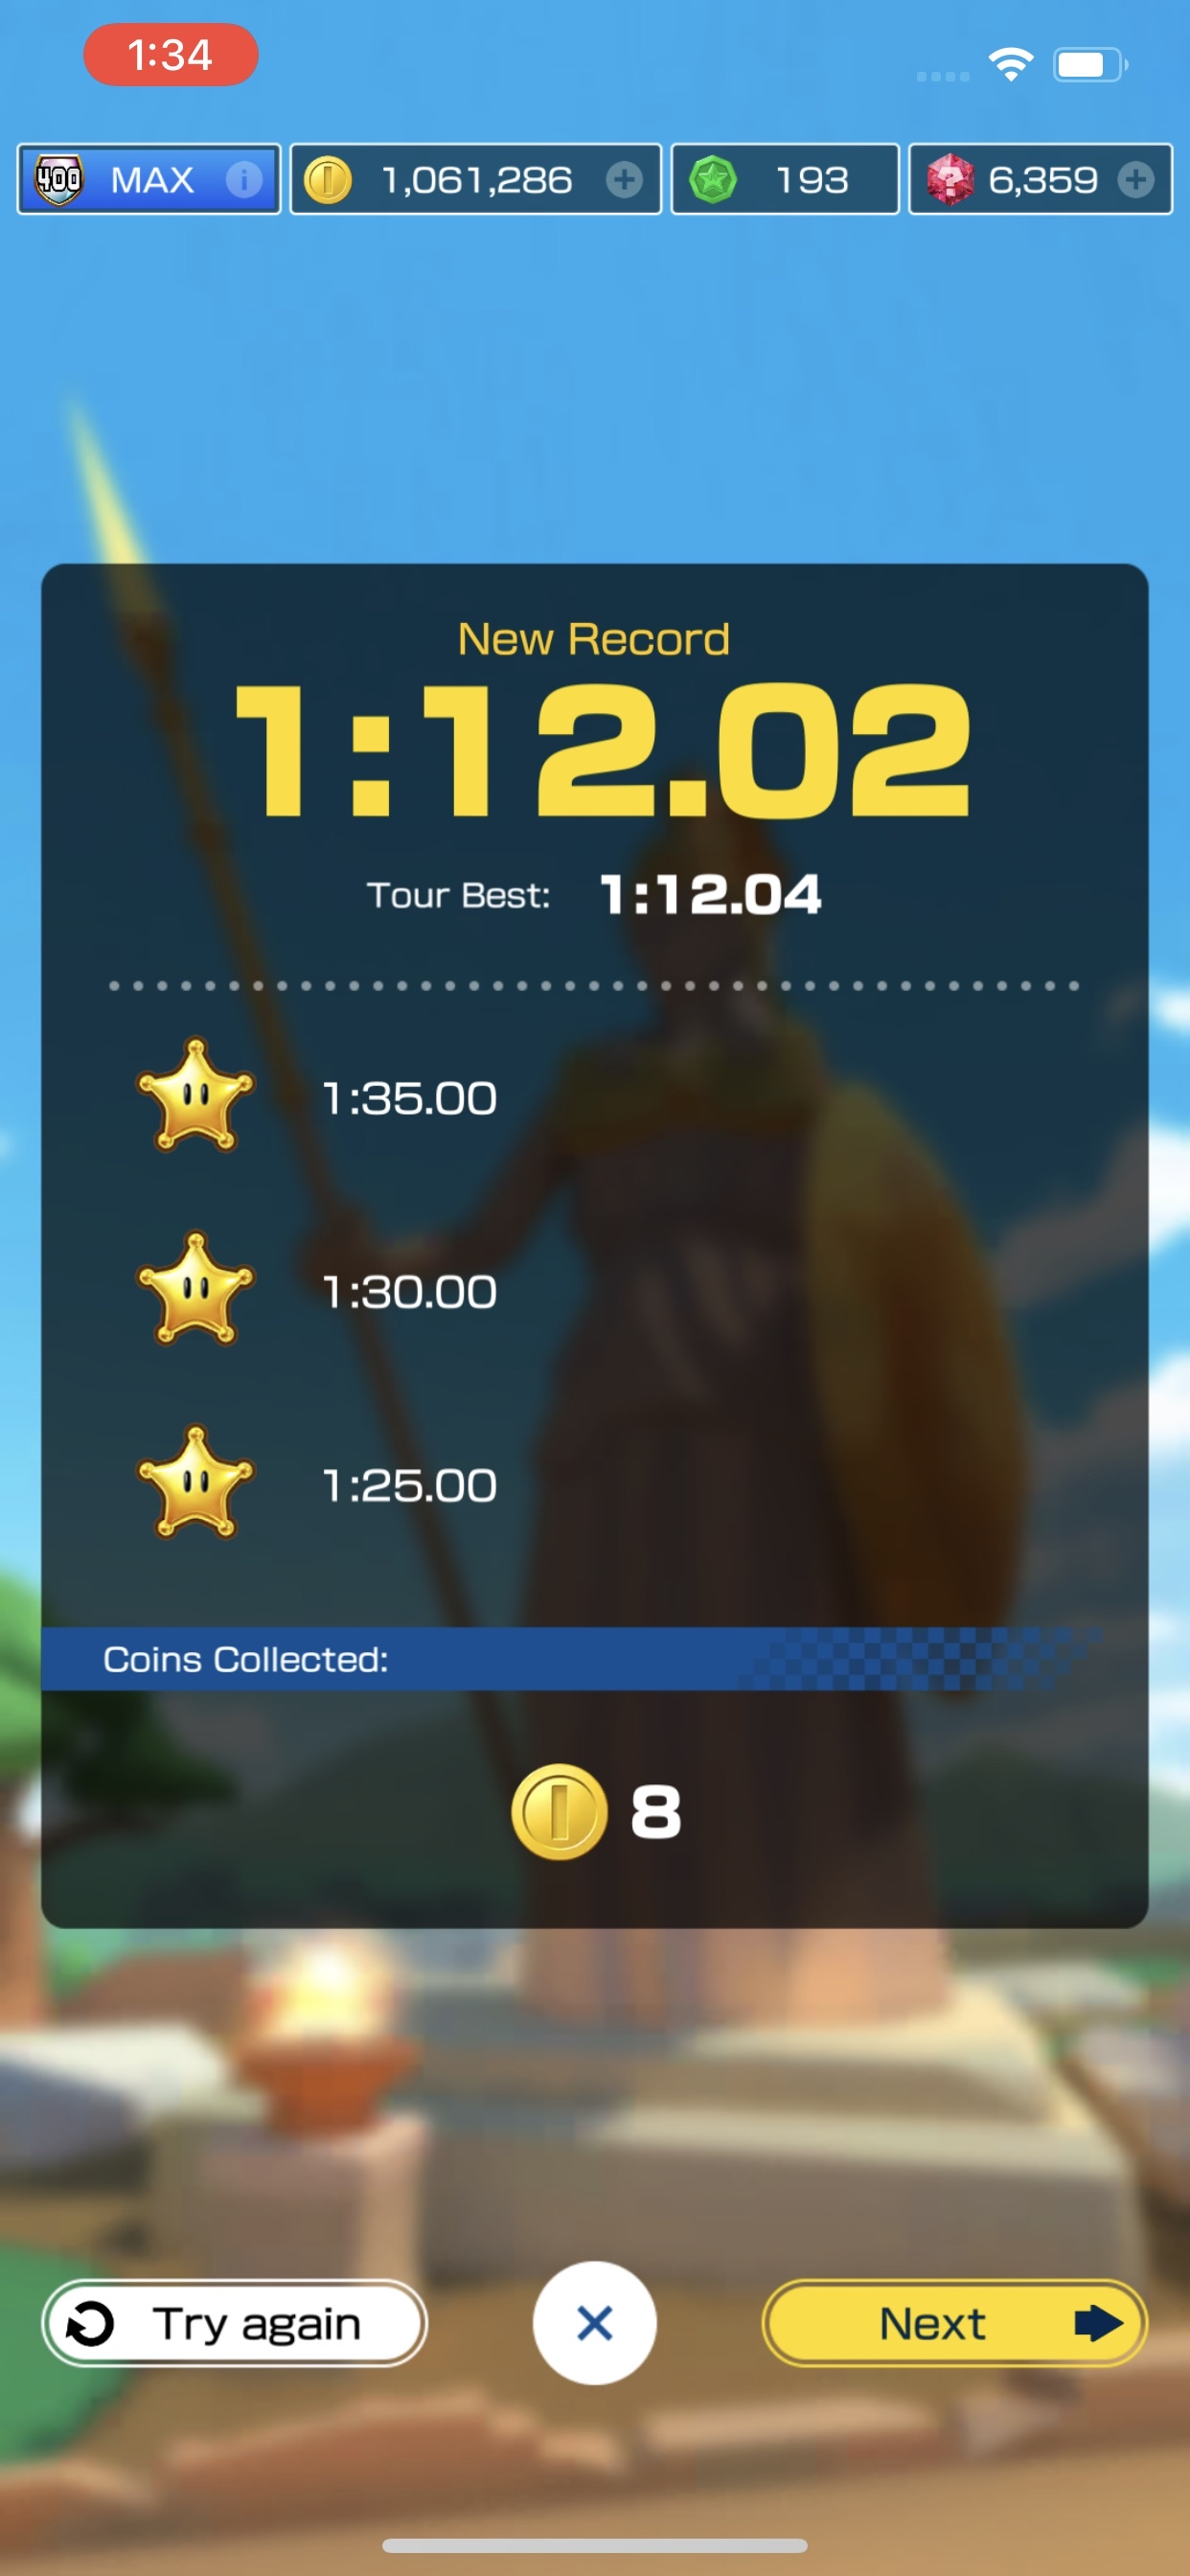 1:34
400 MAX i 1,061,286 + 193 6,359 +
New Record
1:12.02
Tour Best: 1:12.04
1:35.00
1:30.00
1:25.00
Coins Collected:
8
Try again × Next